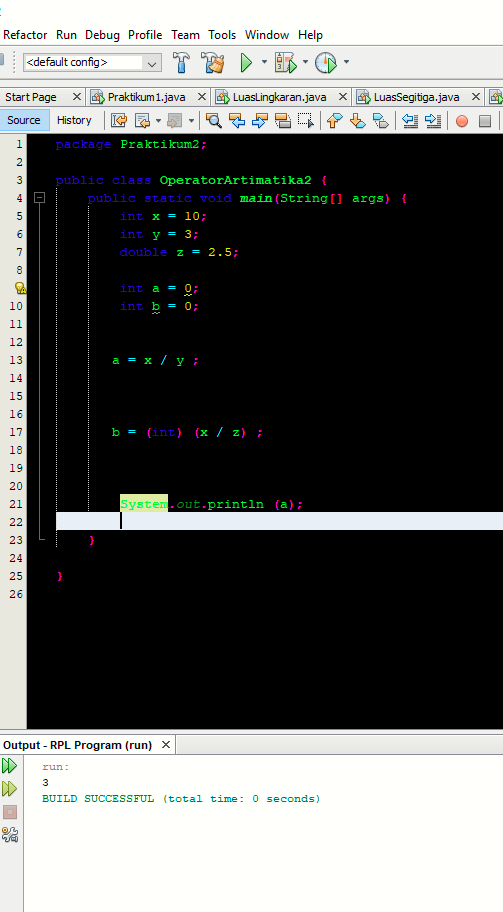 Refactor Run Debug Profile Team Tools Window Help
<default config>
Start Page Praktikum1.java LuasLingkaran.java LuasSegitiga.java
Source History
1 package Praktikum2;
2
3 public class OperatorArtimatika2 {
4 public static void main(String[] args) {
5 int x = 10;
6 int y = 3;
7 double z = 2.5;
8
int a = 0;
10 int b = 0;
11
12
13 a = x / y ;
14
15
16
17 b = (int) (x / z) ;
18
19
20
21 System.out.println (a);
22
23 }
24
25 }
26
Output - RPL Program (run)
run:
3
BUILD SUCCESSFUL (total time: 0 seconds)